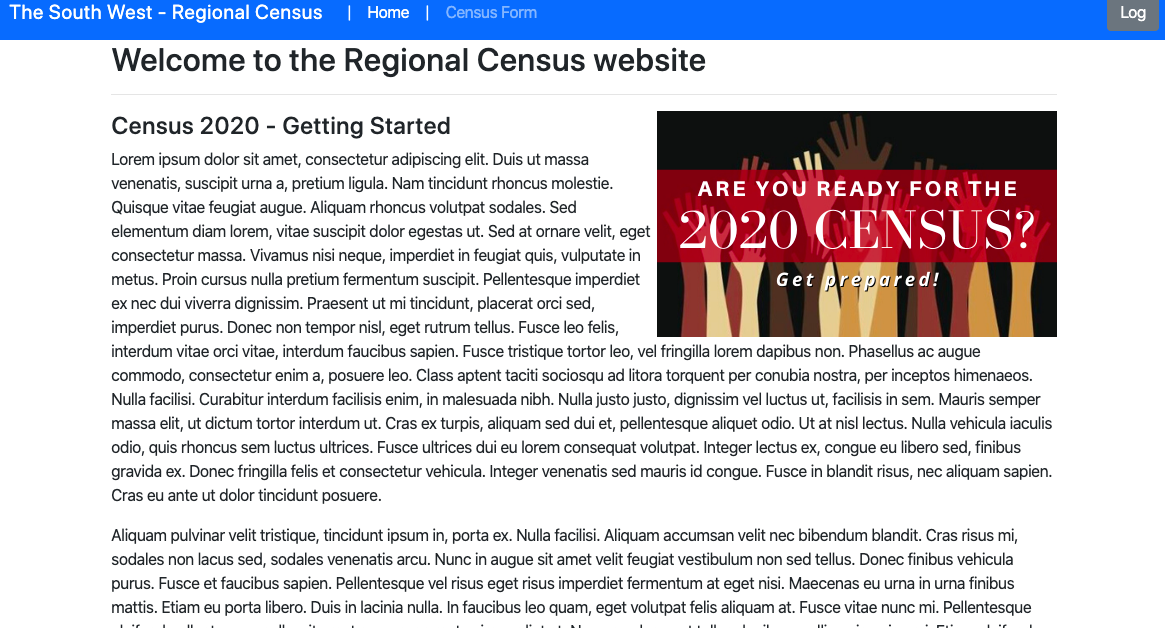 The South West - Regional Census | Home | Census Form Log
Welcome to the Regional Census website
Census 2020 - Getting Started
Lorem ipsum dolor sit amet, consectetur adipiscing elit. Duis ut massa
venenatis, suscipit urna a, pretium ligula. Nam tincidunt rhoncus molestie.
Quisque vitae feugiat augue. Aliquam rhoncus volutpat sodales. Sed
elementum diam lorem, vitae suscipit dolor egestas ut. Sed at ornare velit, eget
consectetur massa. Vivamus nisi neque, imperdiet in feugiat quis, vulputate in
metus. Proin cursus nulla pretium fermentum suscipit. Pellentesque imperdiet
ex nec dui viverra dignissim. Praesent ut mi tincidunt, placerat orci sed,
imperdiet purus. Donec non tempor nisl, eget rutrum tellus. Fusce leo felis,
ARE YOU READY FOR THE
2020 CENSUS?
Get prepared!
interdum vitae orci vitae, interdum faucibus sapien. Fusce tristique tortor leo, vel fringilla lorem dapibus non. Phasellus ac augue
commodo, consectetur enim a, posuere leo. Class aptent taciti sociosqu ad litora torquent per conubia nostra, per inceptos himenaeos.
Nulla facilisi. Curabitur interdum facilisis enim, in malesuada nibh. Nulla justo justo, dignissim vel luctus ut, facilisis in sem. Mauris semper
massa elit, ut dictum tortor interdum ut. Cras ex turpis, aliquam sed dui et, pellentesque aliquet odio. Ut at nisl lectus. Nulla vehicula iaculis
odio, quis rhoncus sem luctus ultrices. Fusce ultrices dui eu lorem consequat volutpat. Integer lectus ex, congue eu libero sed, finibus
gravida ex. Donec fringilla felis et consectetur vehicula. Integer venenatis sed mauris id congue. Fusce in blandit risus, nec aliquam sapien.
Cras eu ante ut dolor tincidunt posuere.
Aliquam pulvinar velit tristique, tincidunt ipsum in, porta ex. Nulla facilisi. Aliquam accumsan velit nec bibendum blandit. Cras risus mi,
sodales non lacus sed, sodales venenatis arcu. Nunc in augue sit amet velit feugiat vestibulum non sed tellus. Donec finibus vehicula
purus. Fusce et faucibus sapien. Pellentesque vel risus eget risus imperdiet fermentum at eget nisi. Maecenas eu urna in urna finibus
mattis. Etiam eu porta libero. Duis in lacinia nulla. In faucibus leo quam, eget volutpat felis aliquam at. Fusce vitae nunc mi. Pellentesque